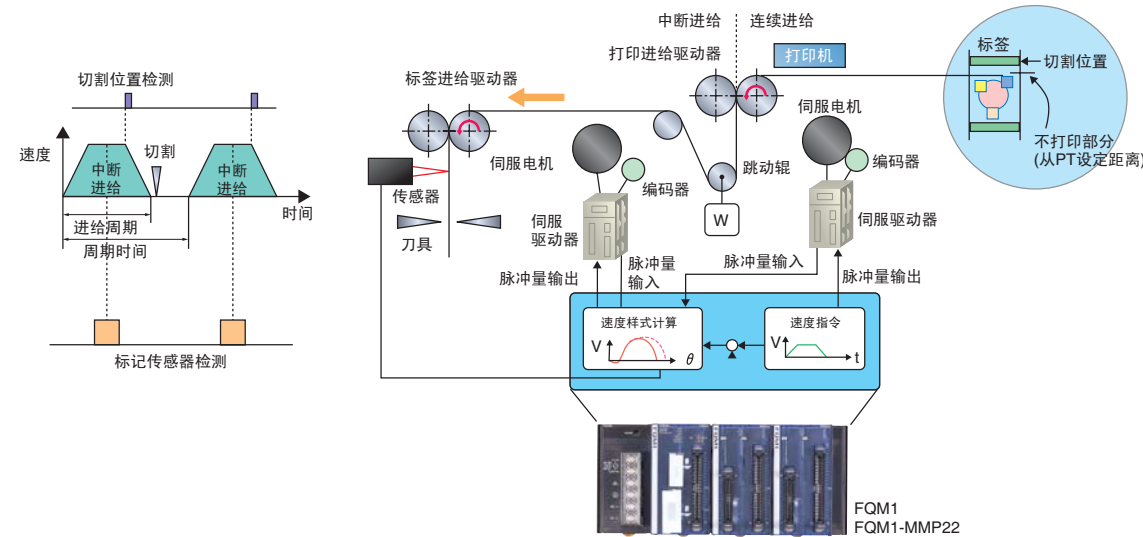 切割位置检测
速度
中断
进给
切割
中断
进给
时间
进给周期
周期时间
标记传感器检测
中断进给
连续进给
打印进给驱动器
打印机
标签进给驱动器
伺服电机
编码器
传感器
刀具
伺服
驱动器
跳动辊
W
伺服电机
编码器
伺服驱动器
脉冲量输出
脉冲量
输入
脉冲量输入
脉冲量输出
速度样式计算
V
θ
速度指令
V
t
标签
切割位置
不打印部分
(从PT设定距离)
FQM1
FQM1-MMP22